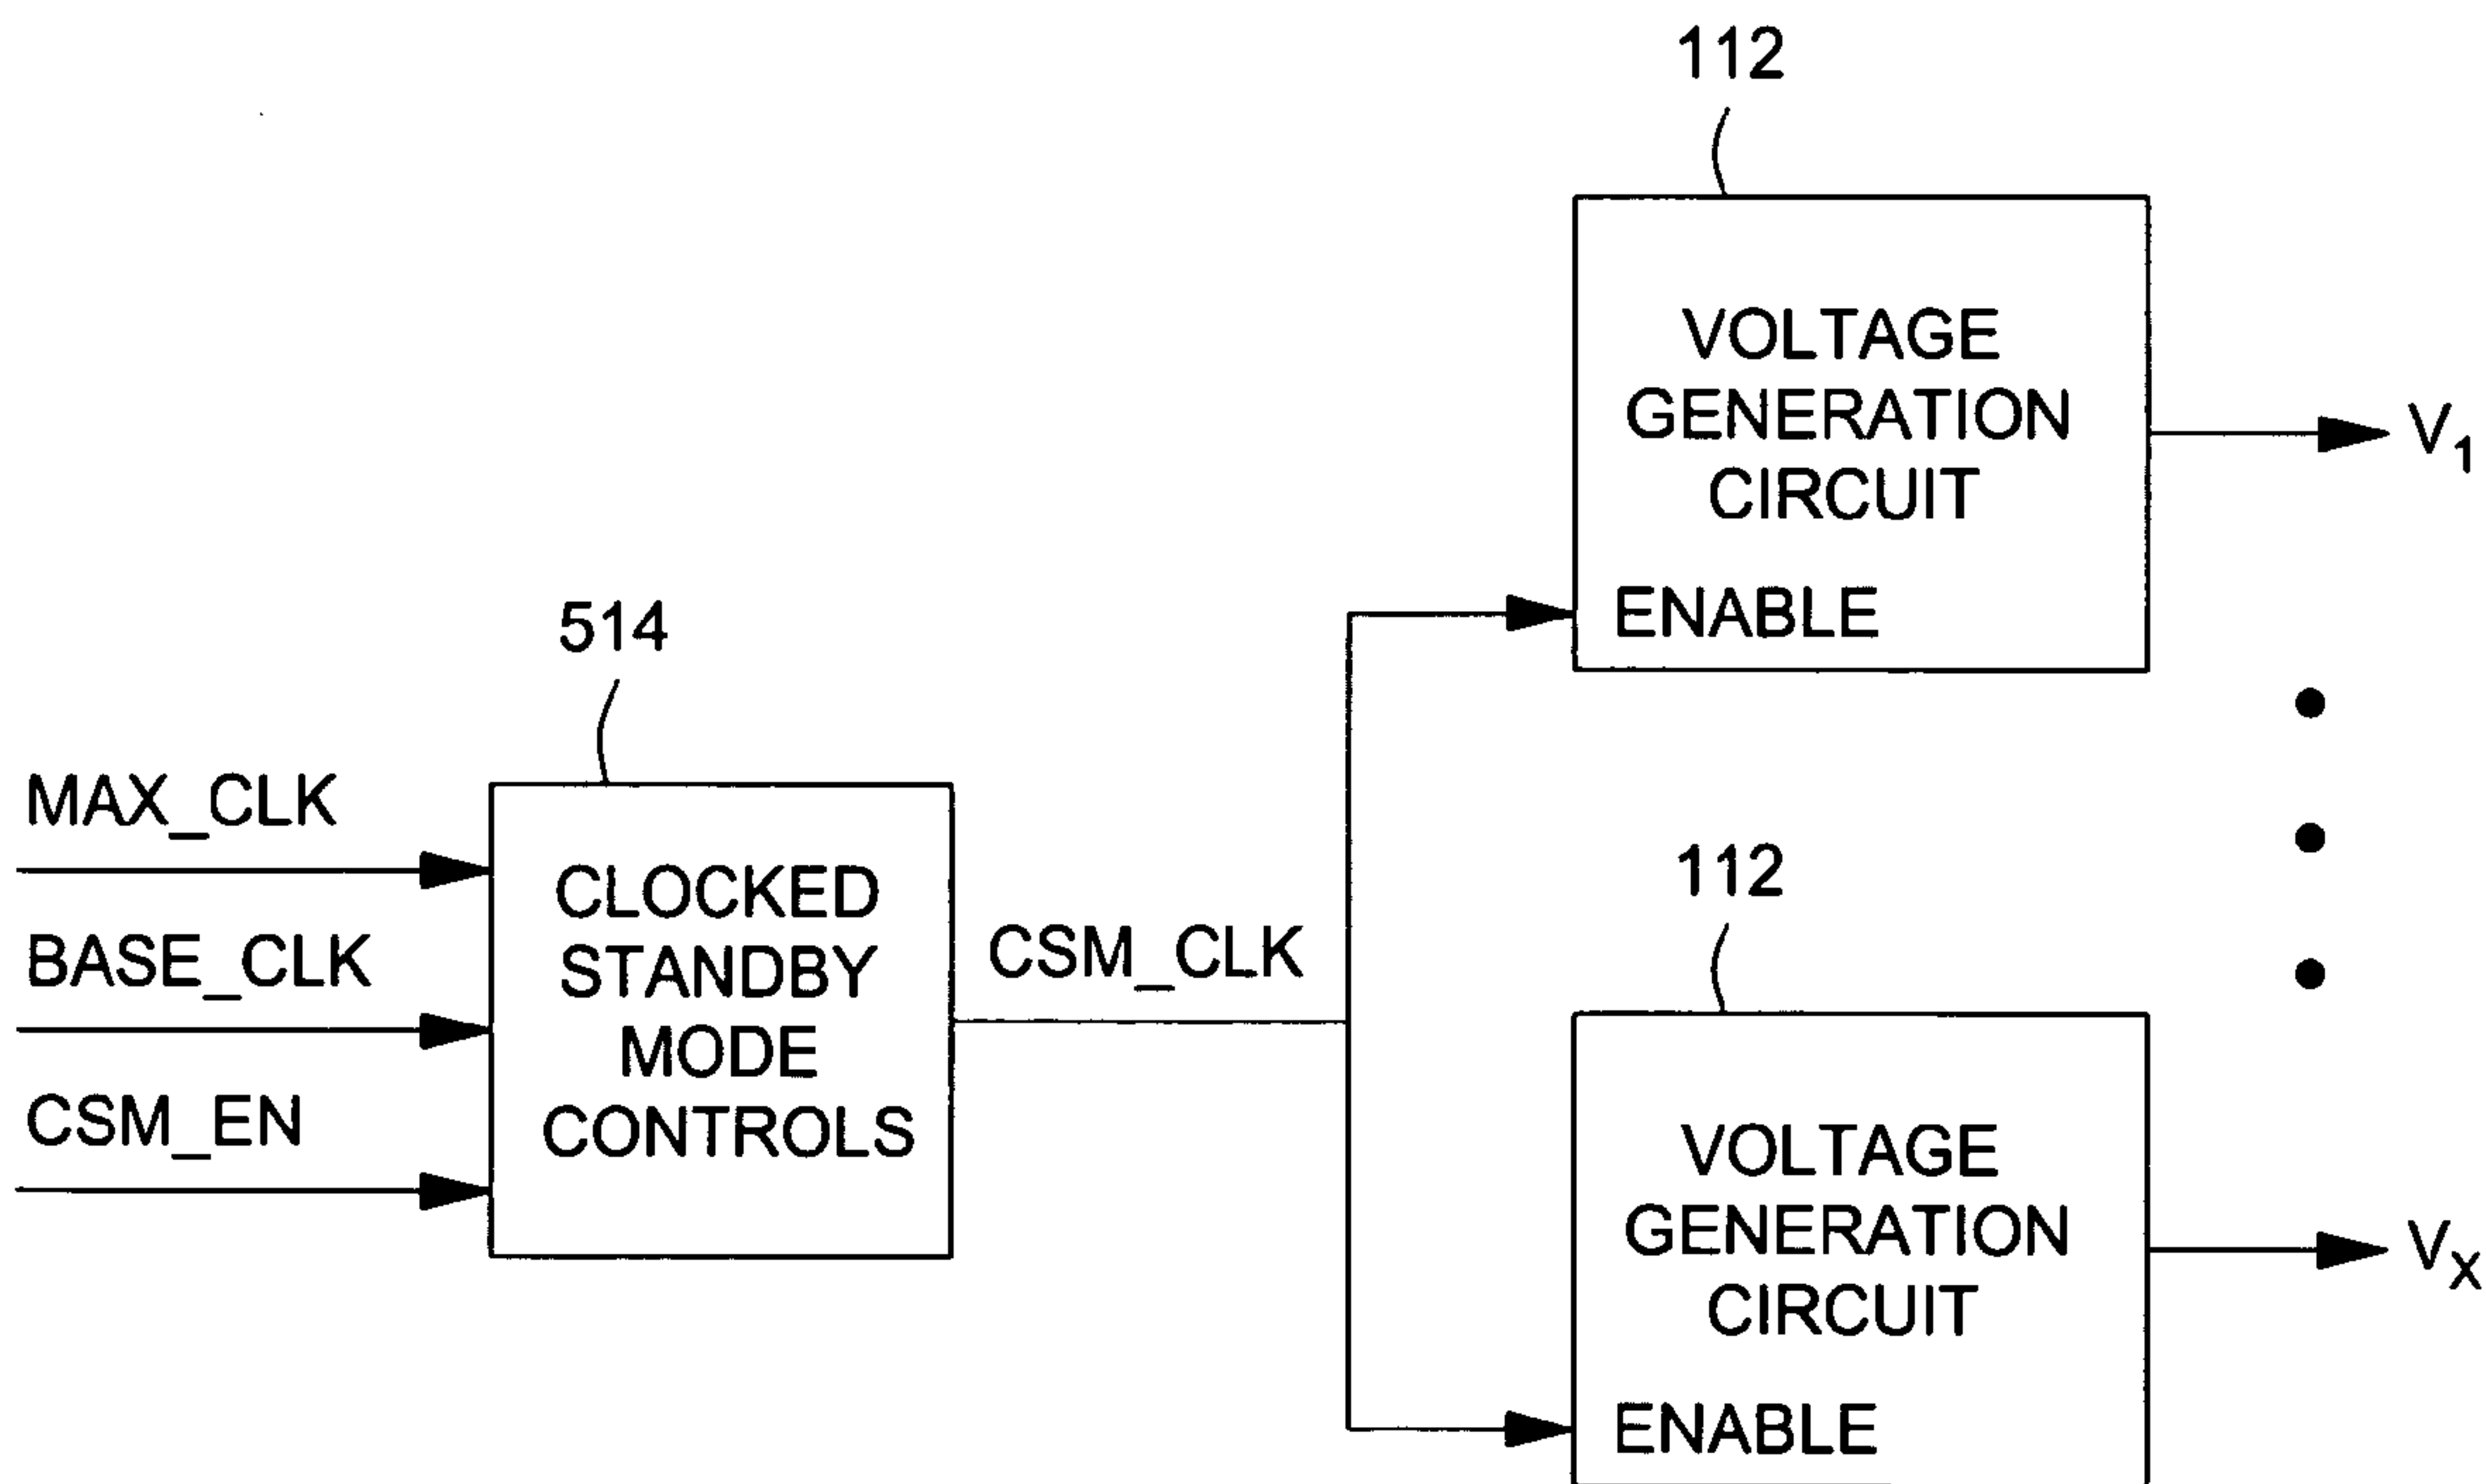 112
VOLTAGE
GENERATION
CIRCUIT
ENABLE
V1
514
MAX_CLK
BASE_CLK
CSM_EN
CLOCKED
STANDBY
MODE
CONTROLS
CSM_CLK
112
VOLTAGE
GENERATION
CIRCUIT
ENABLE
VX